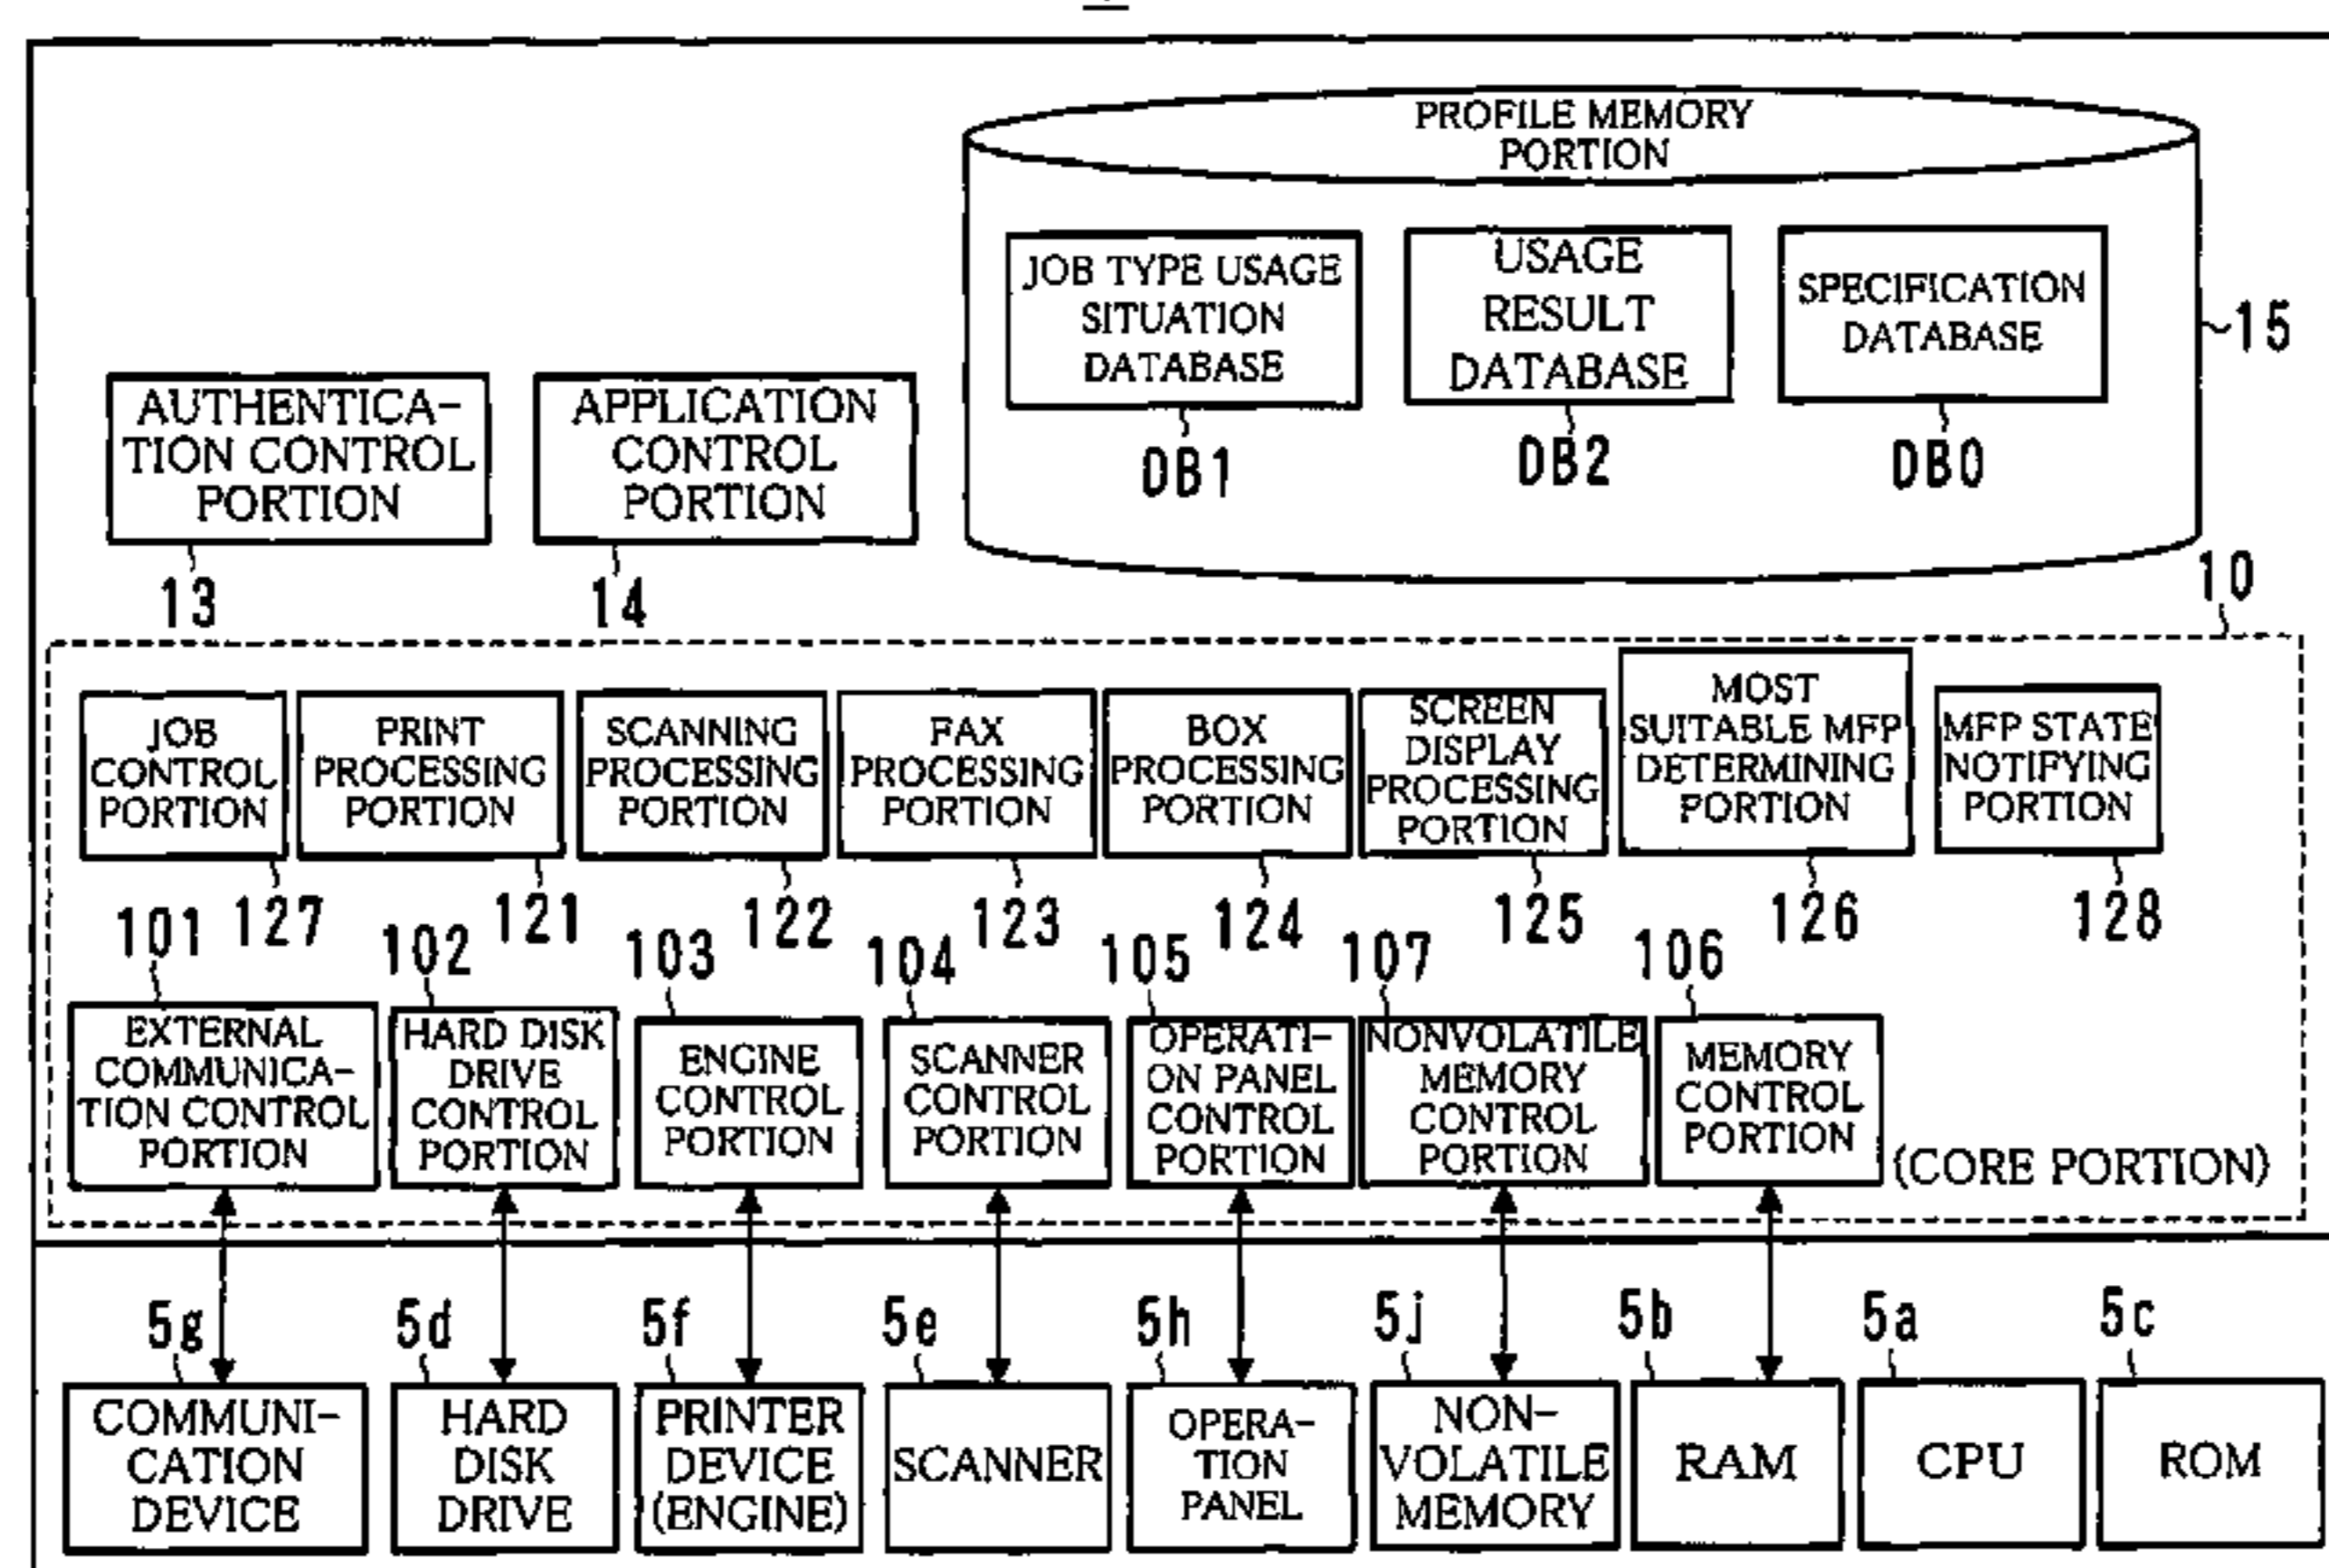 PROFILE MEMORY
PORTION
JOB TYPE USAGE
SITUATION
DATABASE
DB1
USAGE
RESULT
DATABASE
DB2
SPECIFICATION
DATABASE
DB0
15
AUTHENTICA-
TION CONTROL
PORTION
13
APPLICATION
CONTROL
PORTION
14
10
JOB
CONTROL
PORTION
127
PRINT
PROCESSING
PORTION
121
SCANNING
PROCESSING
PORTION
122
FAX
PROCESSING
PORTION
123
BOX
PROCESSING
PORTION
124
SCREEN
DISPLAY
PROCESSING
PORTION
125
MOST
SUITABLE MFP
DETERMINING
PORTION
126
MFP STATE
NOTIFYING
PORTION
128
101
EXTERNAL
COMMUNICA-
TION CONTROL
PORTION
102
HARD DISK
DRIVE
CONTROL
PORTION
103
ENGINE
CONTROL
PORTION
104
SCANNER
CONTROL
PORTION
105
OPERATI-
ON PANEL
CONTROL
PORTION
107
NONVOLATILE
MEMORY
CONTROL
PORTION
106
MEMORY
CONTROL
PORTION
(CORE PORTION)
5g
COMMUNI-
CATION
DEVICE
5d
HARD
DISK
DRIVE
5f
PRINTER
DEVICE
(ENGINE)
5e
SCANNER
5h
OPERA-
TION
PANEL
5j
NON-
VOLATILE
MEMORY
5b
RAM
5a
CPU
5c
ROM